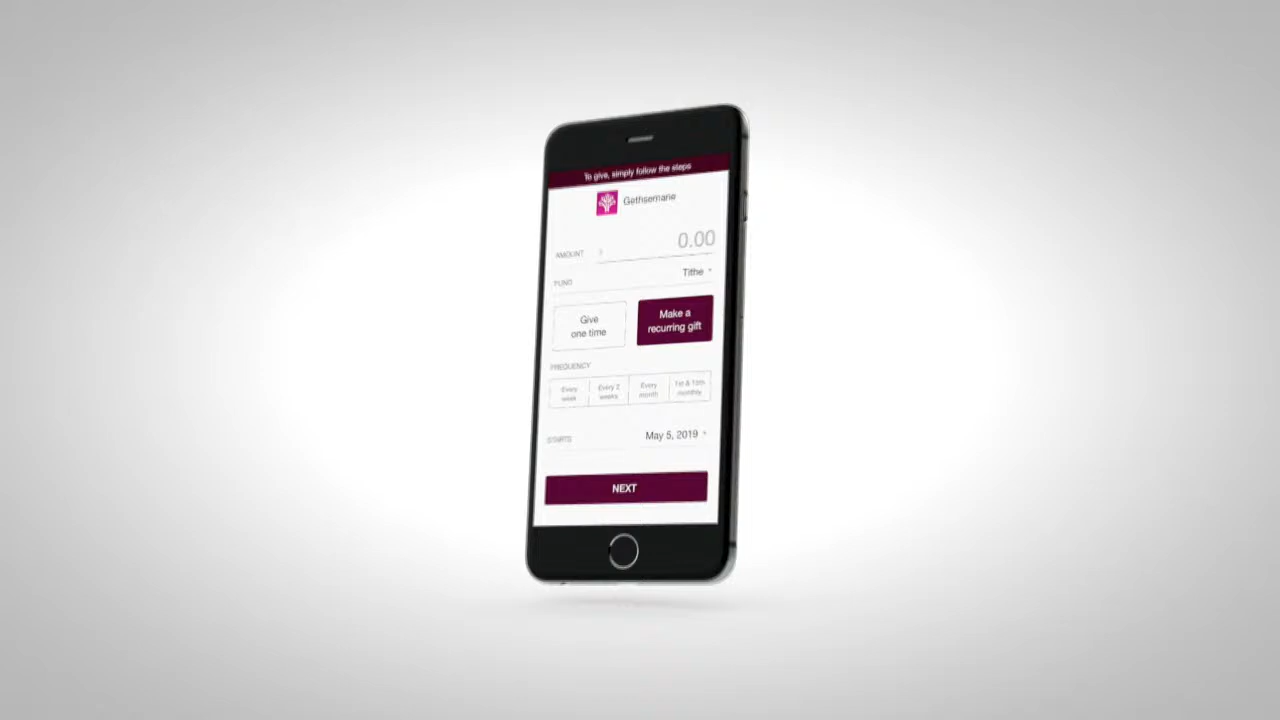 To give, simply follow the steps
Gethsemane
AMOUNT
0.00
FUND
Tithe
Give
one time
Make a
recurring gift
FREQUENCY
Every
week
Every 2
weeks
Every
month
1st & 15th
monthly
STARTS
May 5, 2019
NEXT